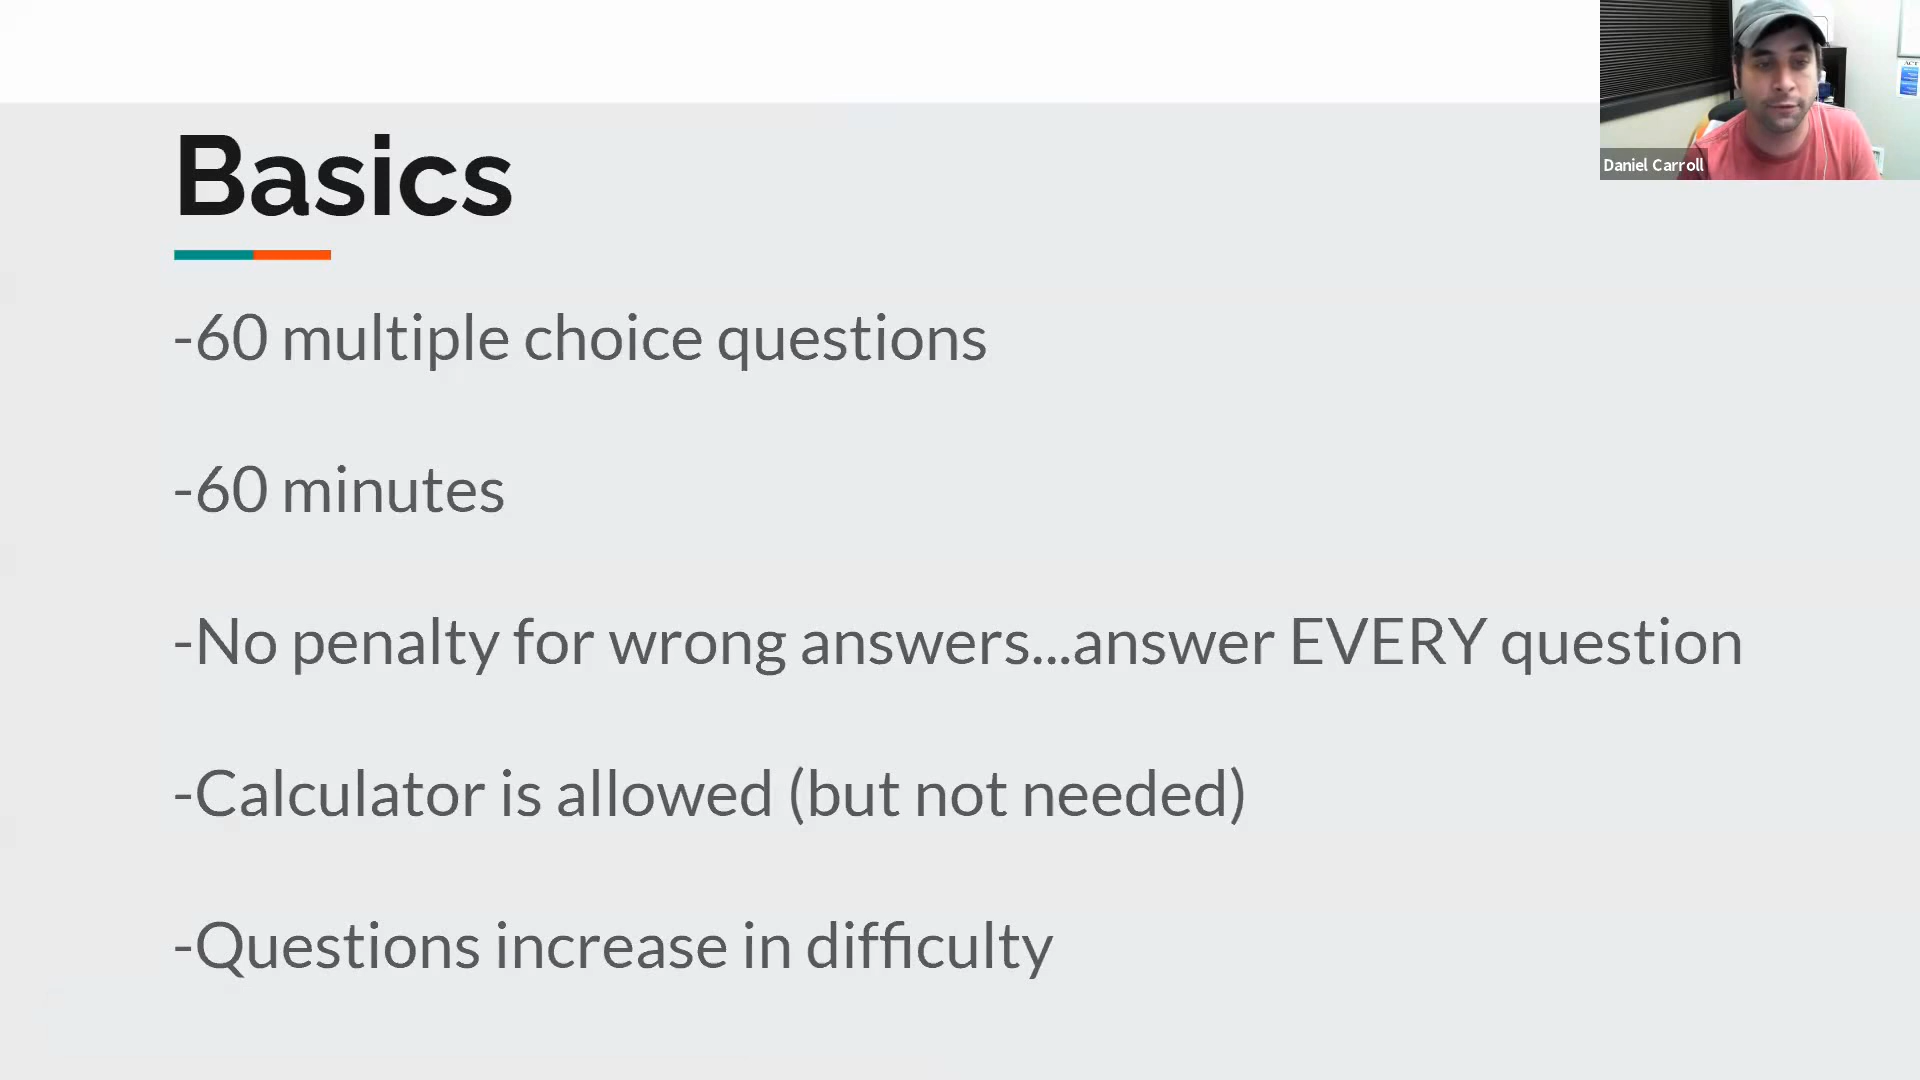 Basics
-60 multiple choice questions
-60 minutes
-No penalty for wrong answers...answer EVERY question
-Calculator is allowed (but not needed)
-Questions increase in difficulty
Daniel Carroll
ACT